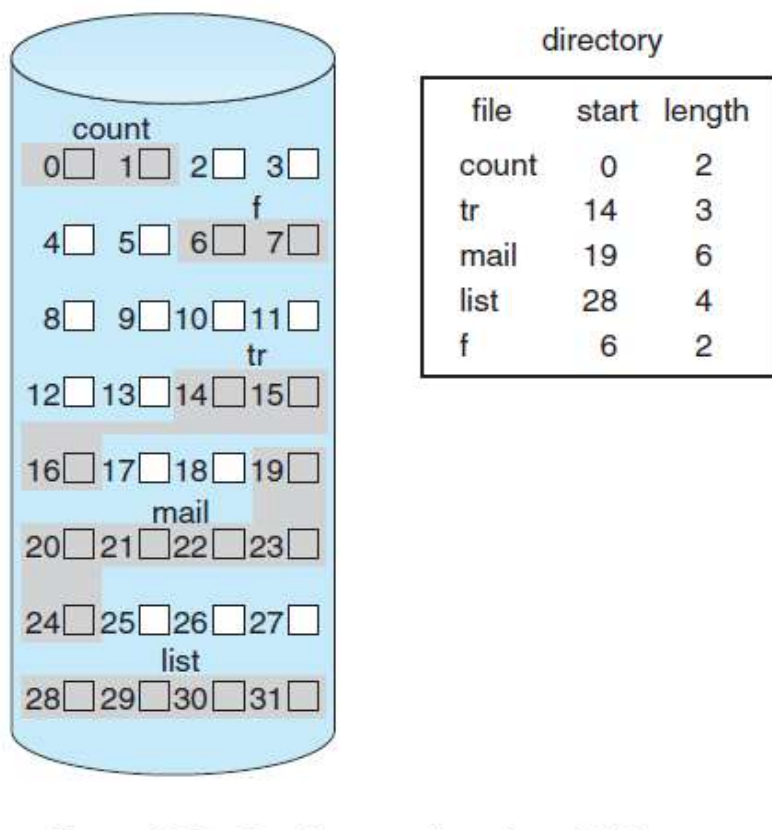 count
0 1 2 3
f
4 5 6 7
8 9 10 11
tr
12 13 14 15
16 17 18 19
mail
20 21 22 23
24 25 26 27
list
28 29 30 31
directory
file start length
count 0 2
tr 14 3
mail 19 6
list 28 4
f 6 2